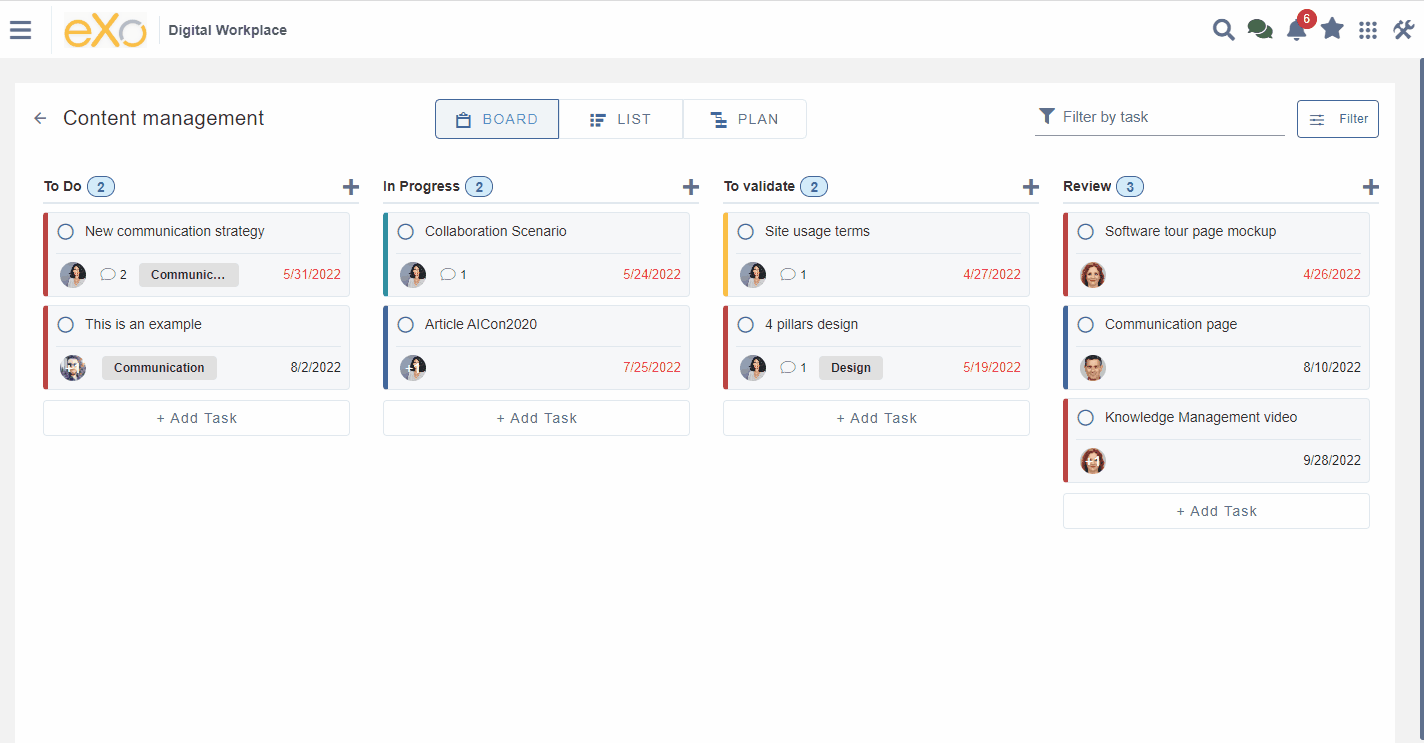 eXo Digital Workplace 6
Content management BOARD LIST PLAN Filter by task Filter
To Do 2
New communication strategy
2 Communic... 5/31/2022
This is an example
Communication 8/2/2022
+ Add Task
In Progress 2
Collaboration Scenario
1 5/24/2022
Article AICon2020
7/25/2022
+ Add Task
To validate 2
Site usage terms
1 4/27/2022
4 pillars design
1 Design 5/19/2022
+ Add Task
Review 3
Software tour page mockup
4/26/2022
Communication page
8/10/2022
Knowledge Management video
9/28/2022
+ Add Task